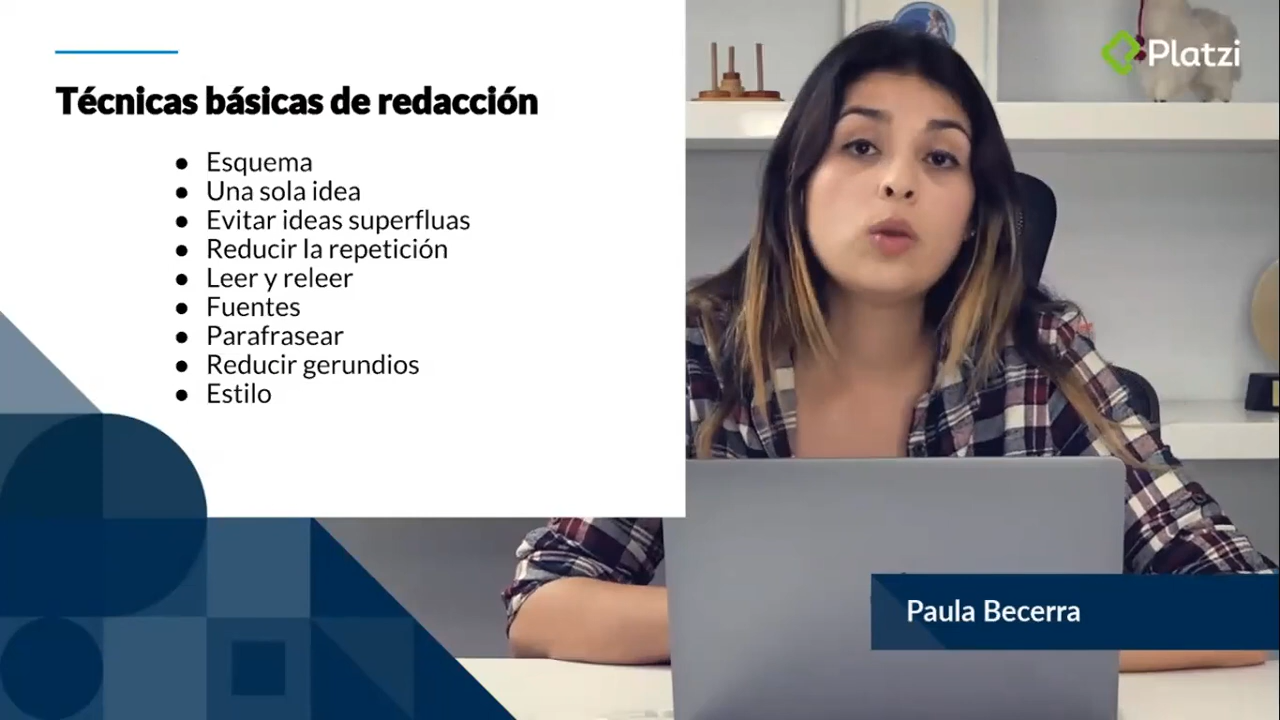 Técnicas básicas de redacción
● Esquema
● Una sola idea
● Evitar ideas superfluas
● Reducir la repetición
● Leer y releer
● Fuentes
● Parafrasear
● Reducir gerundios
● Estilo
Platzi
Paula Becerra